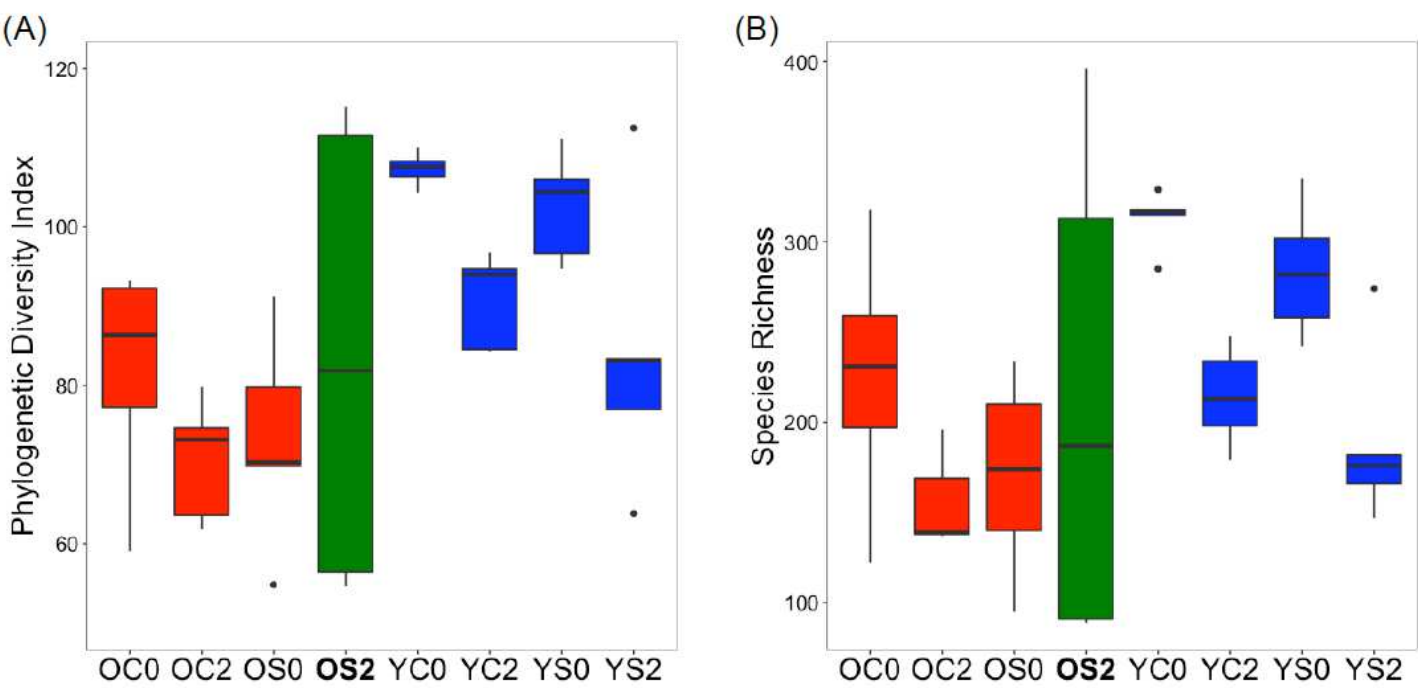 (A)
Phylogenetic Diversity Index
120
100
80
60
OC0 OC2 OS0 OS2 YC0 YC2 YS0 YS2
(B)
Species Richness
400
300
200
100
OC0 OC2 OS0 OS2 YC0 YC2 YS0 YS2